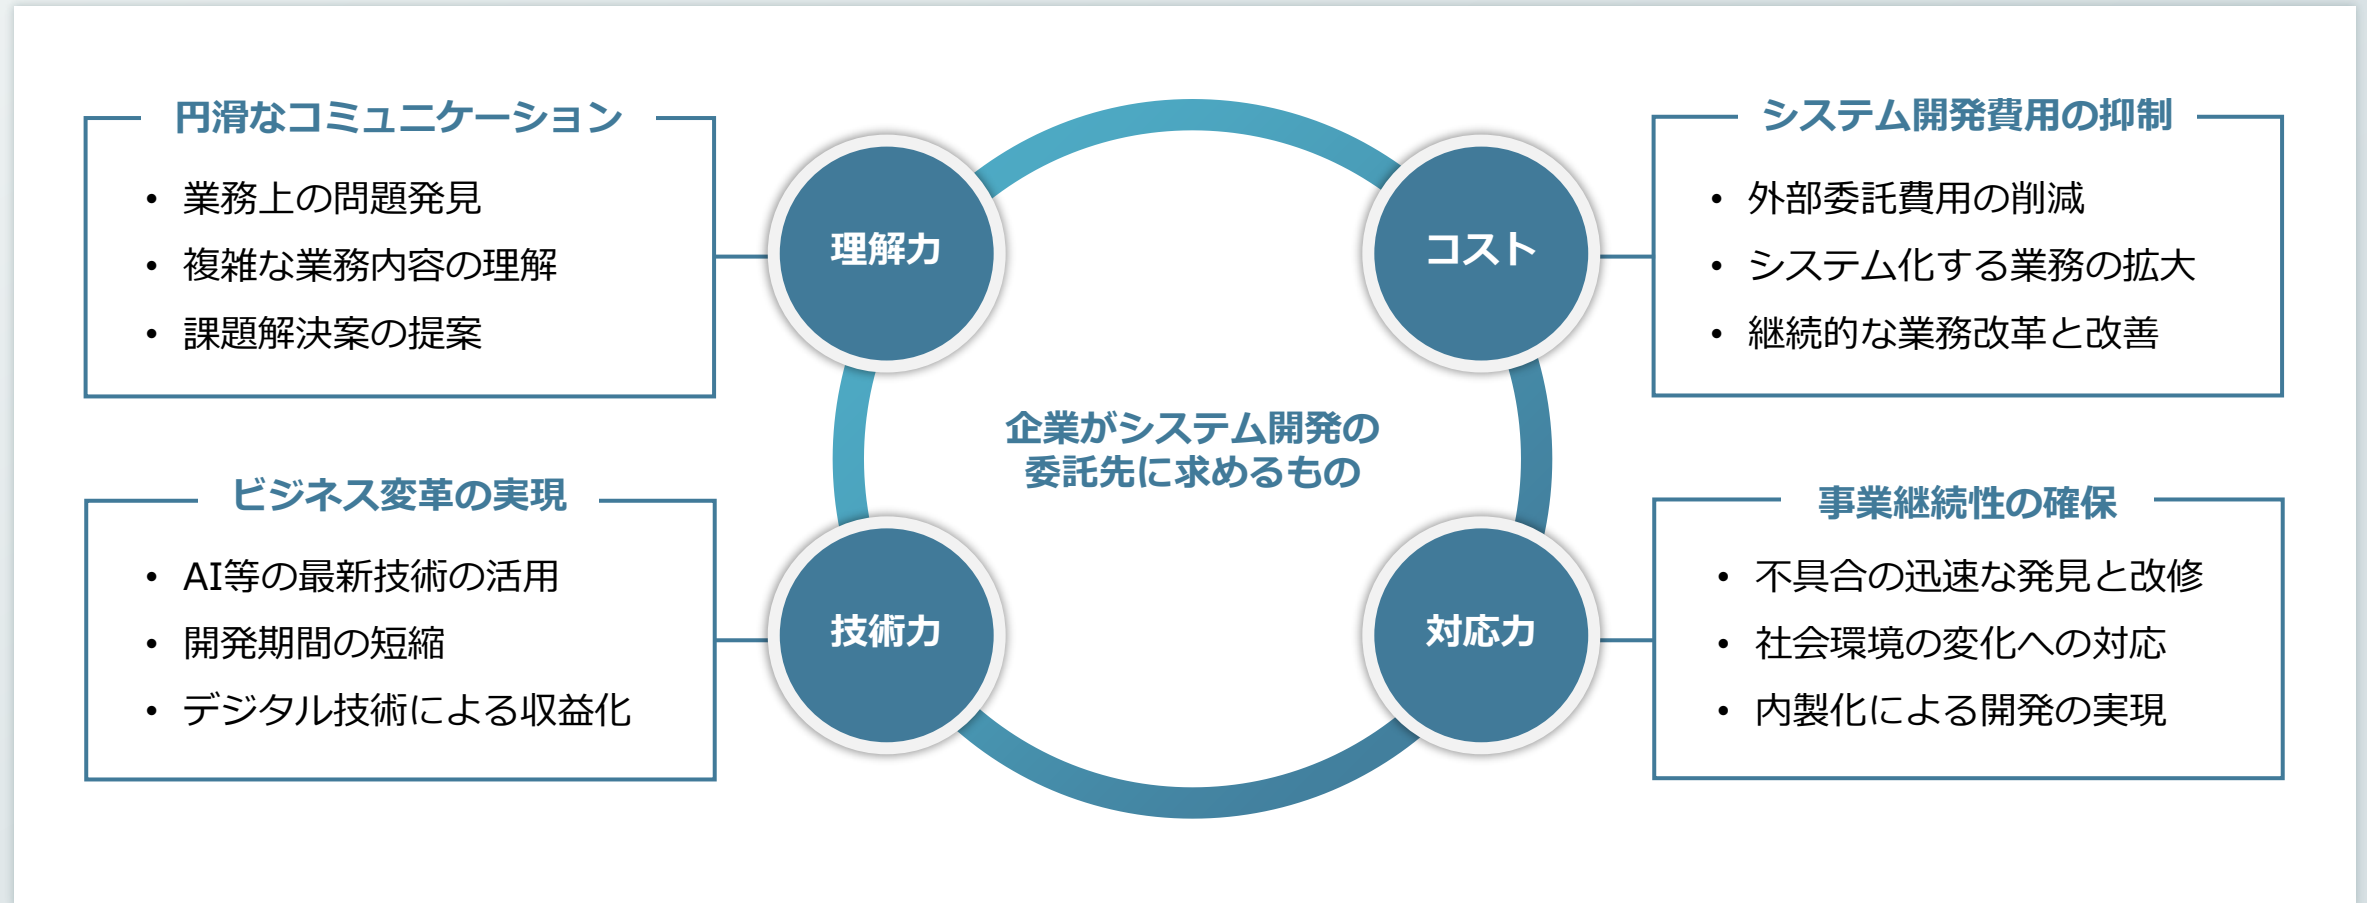 円滑なコミュニケーション
• 業務上の問題発見
• 複雑な業務内容の理解
• 課題解決案の提案
理解力
コスト
システム開発費用の抑制
• 外部委託費用の削減
• システム化する業務の拡大
• 継続的な業務改革と改善
企業がシステム開発の
委託先に求めるもの
ビジネス変革の実現
• AI等の最新技術の活用
• 開発期間の短縮
• デジタル技術による収益化
技術力
対応力
事業継続性の確保
• 不具合の迅速な発見と改修
• 社会環境の変化への対応
• 内製化による開発の実現